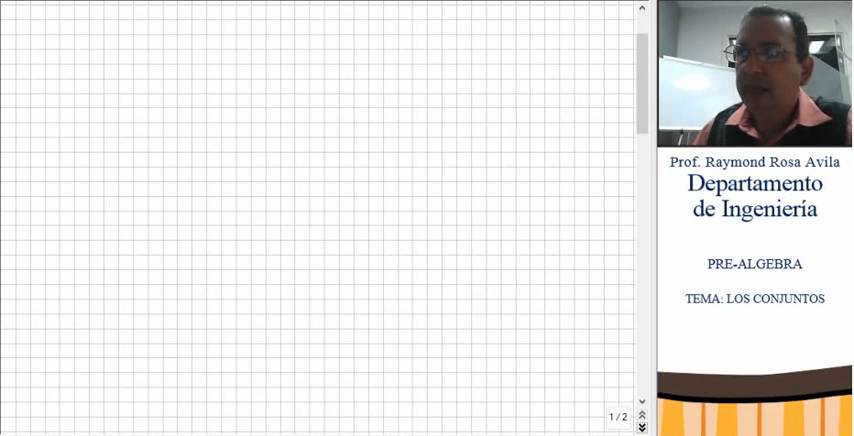 Prof. Raymond Rosa Avila
Departamento
de Ingeniería
PRE-ALGEBRA
TEMA: LOS CONJUNTOS
1 / 2